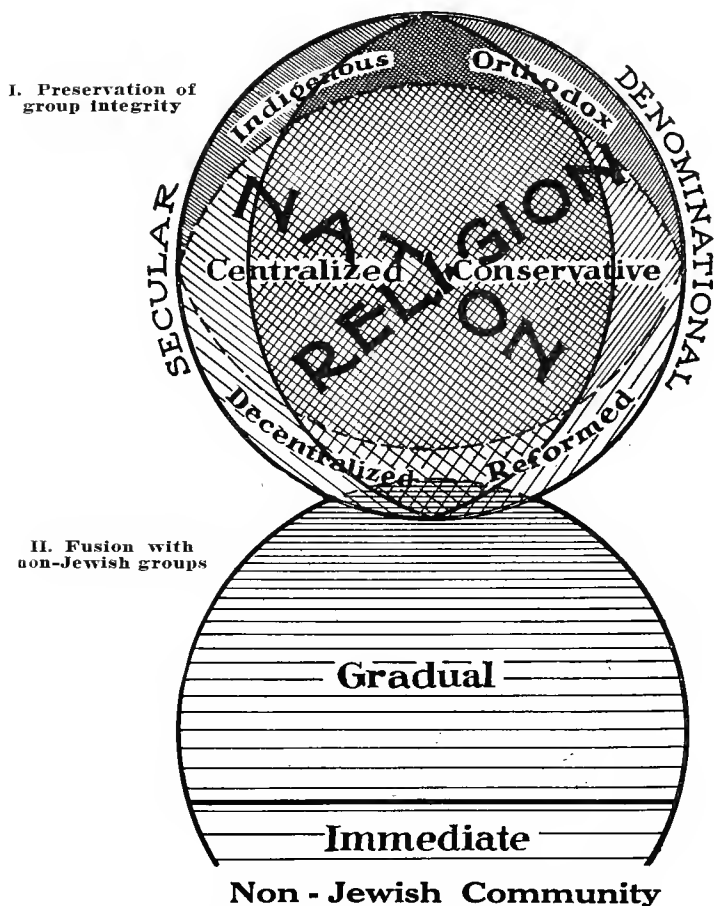 I. Preservation of
group integrity
Indigenous
Orthodox
SECULAR
DENOMINATIONAL
NATION
RELIGION
Centralized
Conservative
Decentralized
Reformed
II. Fusion with
non-Jewish groups
Gradual
Immediate
Non-Jewish Community